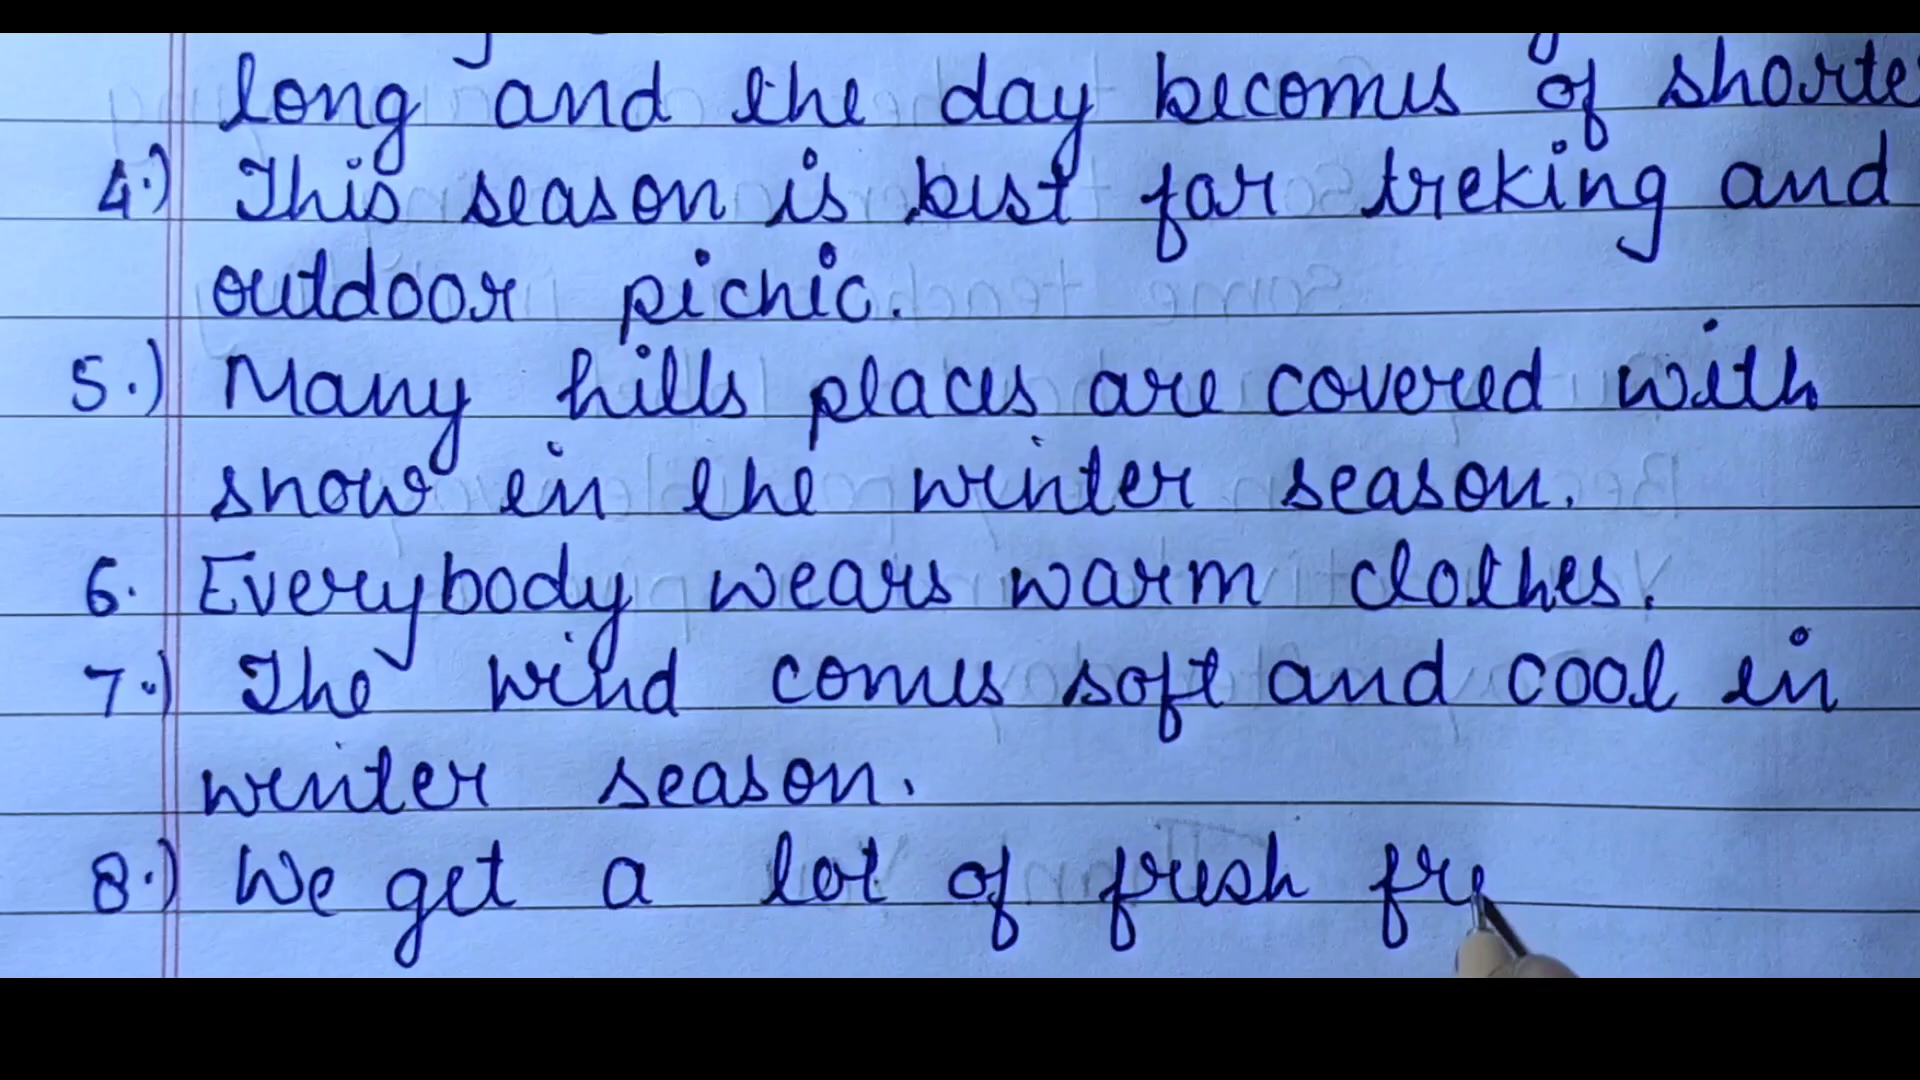 long and the day becomes of shorte
4.) This season is best for treking and
outdoor picnic.
5.) Many hills places are covered with
snow in the winter season.
6. Everybody wears warm clothes.
7.) The wind comes soft and cool in
winter season.
8.) We get a lot of fresh fr